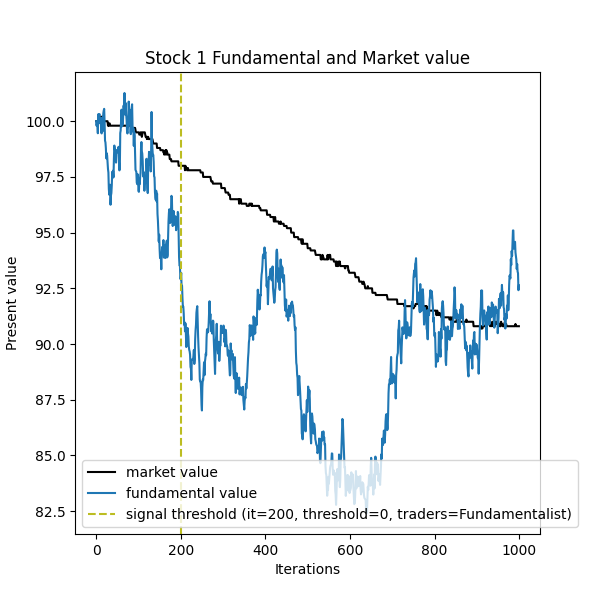 Stock 1 Fundamental and Market value
Present value
100.0
97.5
95.0
92.5
90.0
87.5
85.0
82.5
market value
fundamental value
signal threshold (it=200, threshold=0, traders=Fundamentalist)
0 200 400 600 800 1000
Iterations